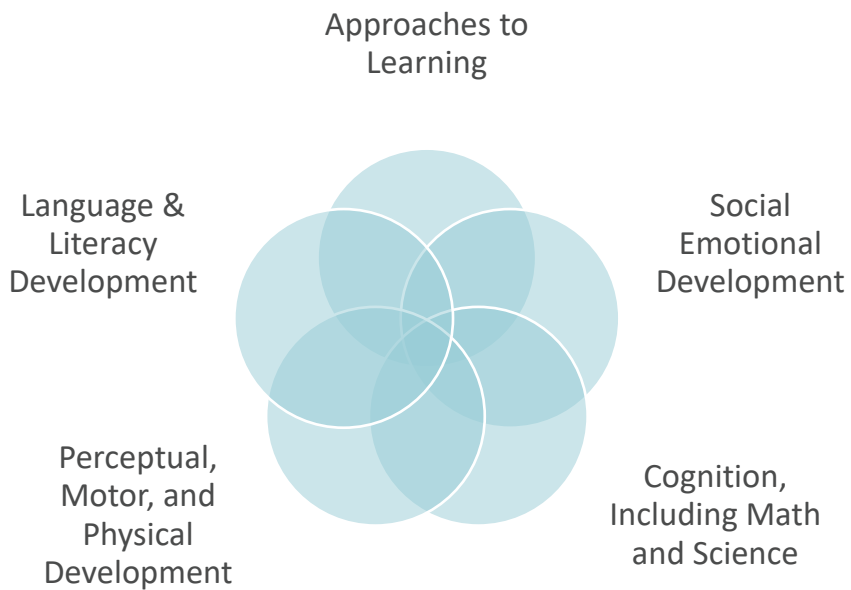 Approaches to
Learning
Language &
Literacy
Development
Social
Emotional
Development
Perceptual,
Motor, and
Physical
Development
Cognition,
Including Math
and Science